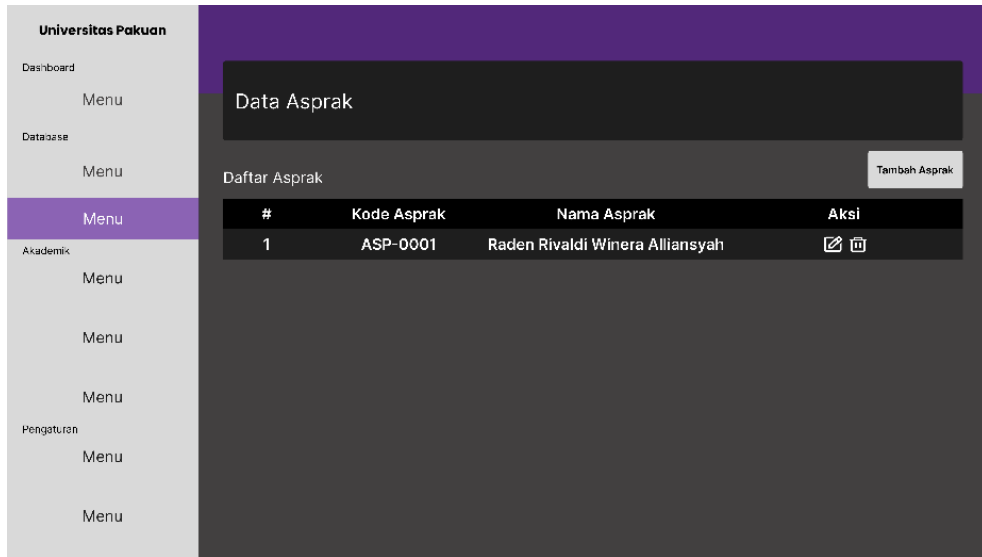 Universitas Pakuan
Dashboard
Menu
Database
Menu
Menu
Akademik
Menu
Menu
Menu
Pengaturan
Menu
Menu
Data Asprak
Daftar Asprak
Tambah Asprak
# Kode Asprak Nama Asprak Aksi
1 ASP-0001 Raden Rivaldi Winera Alliansyah